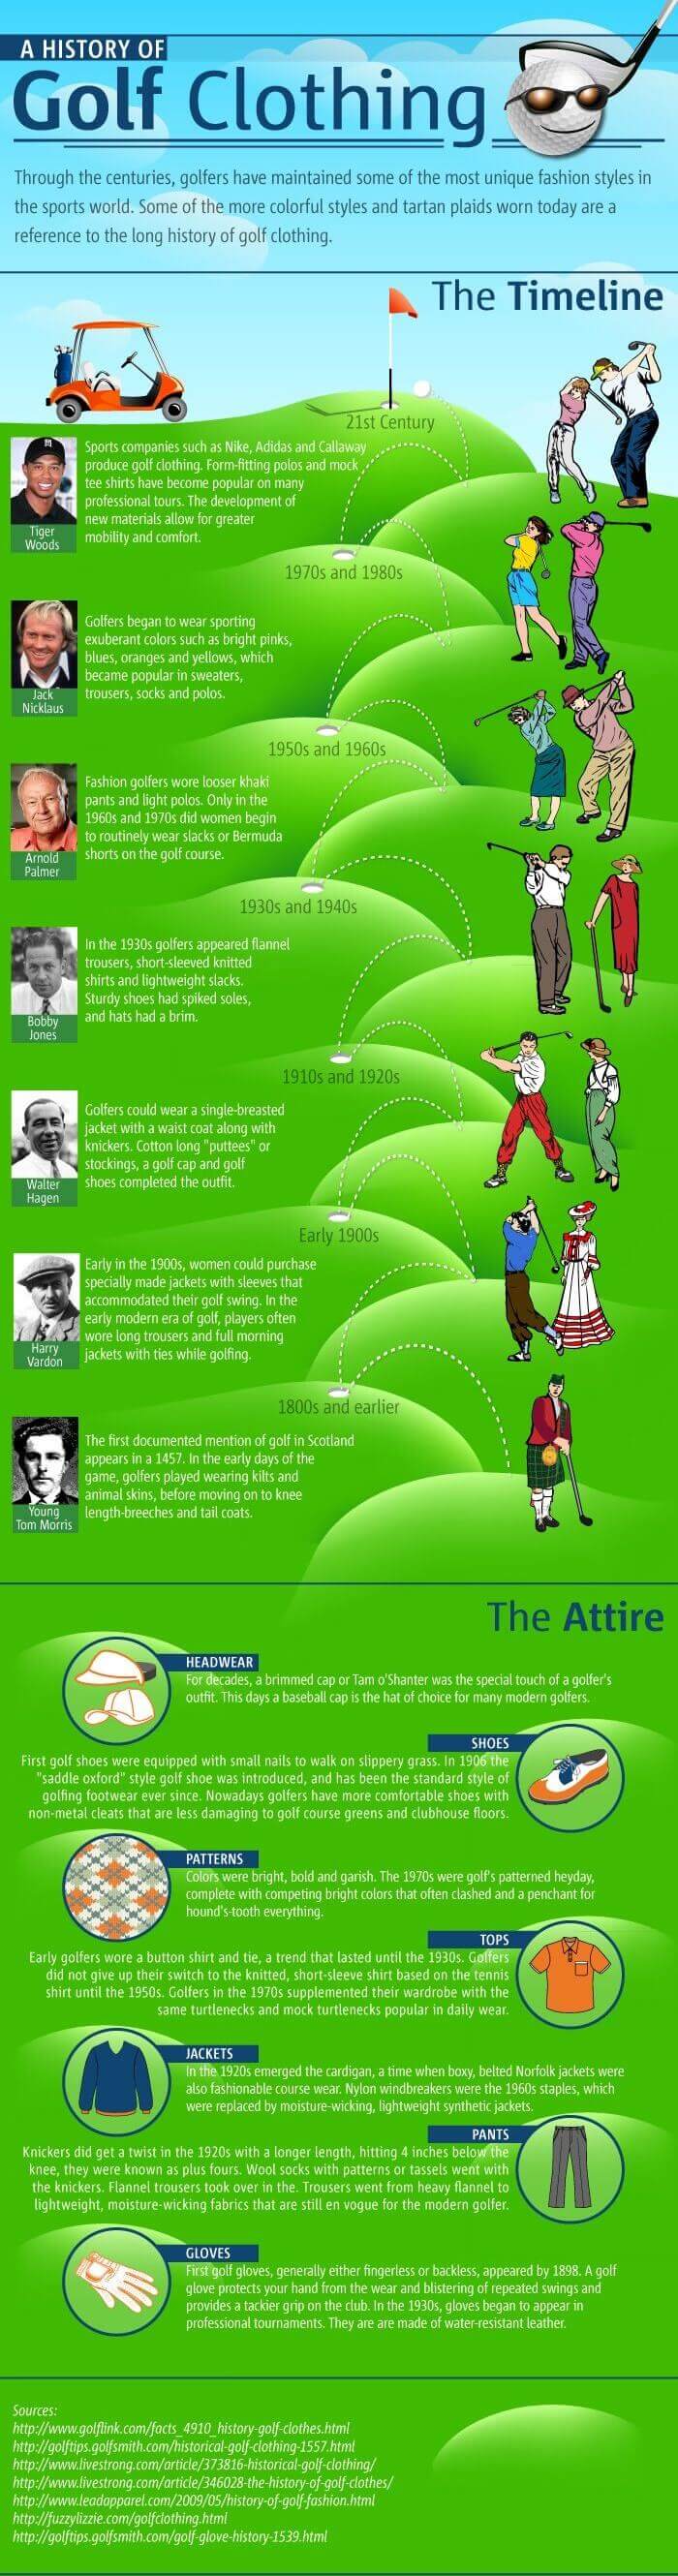 A HISTORY OF
Golf Clothing
Through the centuries, golfers have maintained some of the most unique fashion styles in
the sports world. Some of the more colorful styles and tartan plaids worn today are a
reference to the long history of golf clothing.
The Timeline
21st Century
Sports companies such as Nike, Adidas and Callaway
produce golf clothing. Form-fitting polos and mock
tee shirts have become popular on many
professional tours. The development of
new materials allow for greater
mobility and comfort.
Tiger
Woods
1970s and 1980s
Golfers began to wear sporting
exuberant colors such as bright pinks,
blues, oranges and yellows, which
became popular in sweaters,
trousers, socks and polos.
Jack
Nicklaus
1950s and 1960s
Fashion golfers wore looser khaki
pants and light polos. Only in the
1960s and 1970s did women begin
to routinely wear slacks or Bermuda
shorts on the golf course.
Arnold
Palmer
1930s and 1940s
In the 1930s golfers appeared flannel
trousers, short-sleeved knitted
shirts and lightweight slacks.
Sturdy shoes had spiked soles,
and hats had a brim.
Bobby
Jones
1910s and 1920s
Golfers could wear a single-breasted
jacket with a waist coat along with
knickers. Cotton long "puttees" or
stockings, a golf cap and golf
shoes completed the outfit.
Walter
Hagen
Early 1900s
Early in the 1900s, women could purchase
specially made jackets with sleeves that
accommodated their golf swing. In the
early modern era of golf, players often
wore long trousers and full morning
jackets with ties while golfing.
Harry
Vardon
1800s and earlier
The first documented mention of golf in Scotland
appears in a 1457. In the early days of the
game, golfers played wearing kilts and
animal skins, before moving on to knee
length-breeches and tail coats.
Young
Tom Morris
The Attire
HEADWEAR
For decades, a brimmed cap or Tam o'Shanter was the special touch of a golfer's
outfit. This days a baseball cap is the hat of choice for many modern golfers.
SHOES
First golf shoes were equipped with small nails to walk on slippery grass. In 1906 the
"saddle oxford" style golf shoe was introduced, and has been the standard style of
golfing footwear ever since. Nowadays golfers have more comfortable shoes with
non-metal cleats that are less damaging to golf course greens and clubhouse floors.
PATTERNS
Colors were bright, bold and garish. The 1970s were golf's patterned heyday,
complete with competing bright colors that often clashed and a penchant for
hound's-tooth everything.
TOPS
Early golfers wore a button shirt and tie, a trend that lasted until the 1930s. Golfers
did not give up their switch to the knitted, short-sleeve shirt based on the tennis
shirt until the 1950s. Golfers in the 1970s supplemented their wardrobe with the
same turtlenecks and mock turtlenecks popular in daily wear.
JACKETS
In the 1920s emerged the cardigan, a time when boxy, belted Norfolk jackets were
also fashionable course wear. Nylon windbreakers were the 1960s staples, which
were replaced by moisture-wicking, lightweight synthetic jackets.
PANTS
Knickers did get a twist in the 1920s with a longer length, hitting 4 inches below the
knee, they were known as plus fours. Wool socks with patterns or tassels went with
the knickers. Flannel trousers took over in the. Trousers went from heavy flannel to
lightweight, moisture-wicking fabrics that are still en vogue for the modern golfer.
GLOVES
First golf gloves, generally either fingerless or backless, appeared by 1898. A golf
glove protects your hand from the wear and blistering of repeated swings and
provides a tackier grip on the club. In the 1930s, gloves began to appear in
professional tournaments. They are are made of water-resistant leather.
Sources:
http://www.golflink.com/facts_4910_history-golf-clothes.html
http://golftips.golfsmith.com/historical-golf-clothing-1557.html
http://www.livestrong.com/article/373816-historical-golf-clothing/
http://www.livestrong.com/article/346028-the-history-of-golf-clothes/
http://www.leadapparel.com/2009/05/history-of-golf-fashion.html
http://fuzzylizzie.com/golfclothing.html
http://golftips.golfsmith.com/golf-glove-history-1539.html